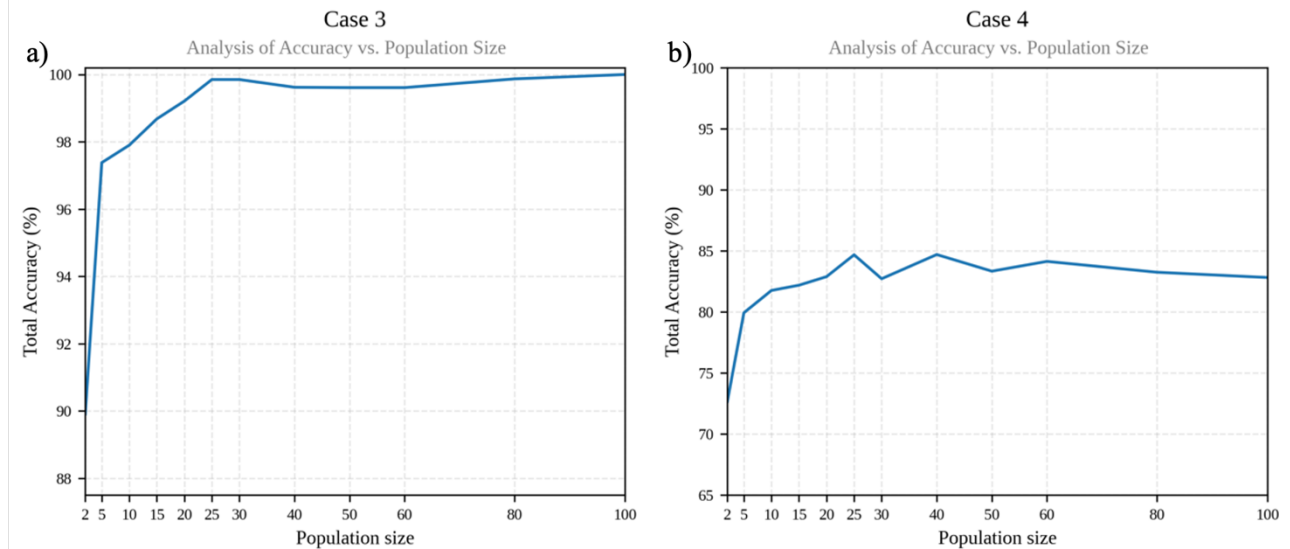 a)
Case 3
Analysis of Accuracy vs. Population Size
Total Accuracy (%)
100
98
96
94
92
90
88
2 5 10 15 20 25 30 40 50 60 80 100
Population size
b)
Case 4
Analysis of Accuracy vs. Population Size
Total Accuracy (%)
100
95
90
85
80
75
70
65
2 5 10 15 20 25 30 40 50 60 80 100
Population size